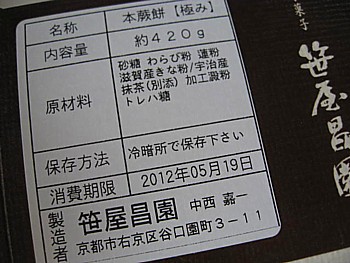 名称 本蕨餅【極み】
内容量 約420g
原材料 砂糖 わらび粉 蓮粉
滋賀産きな粉/宇治産
抹茶(別添) 加工澱粉
トレハ糖
保存方法 冷暗所で保存下さい
消費期限 2012年05月19日
製造者 笹屋昌園 中西 嘉一
京都市右京区谷口園町3－11
菓子
笹屋昌園